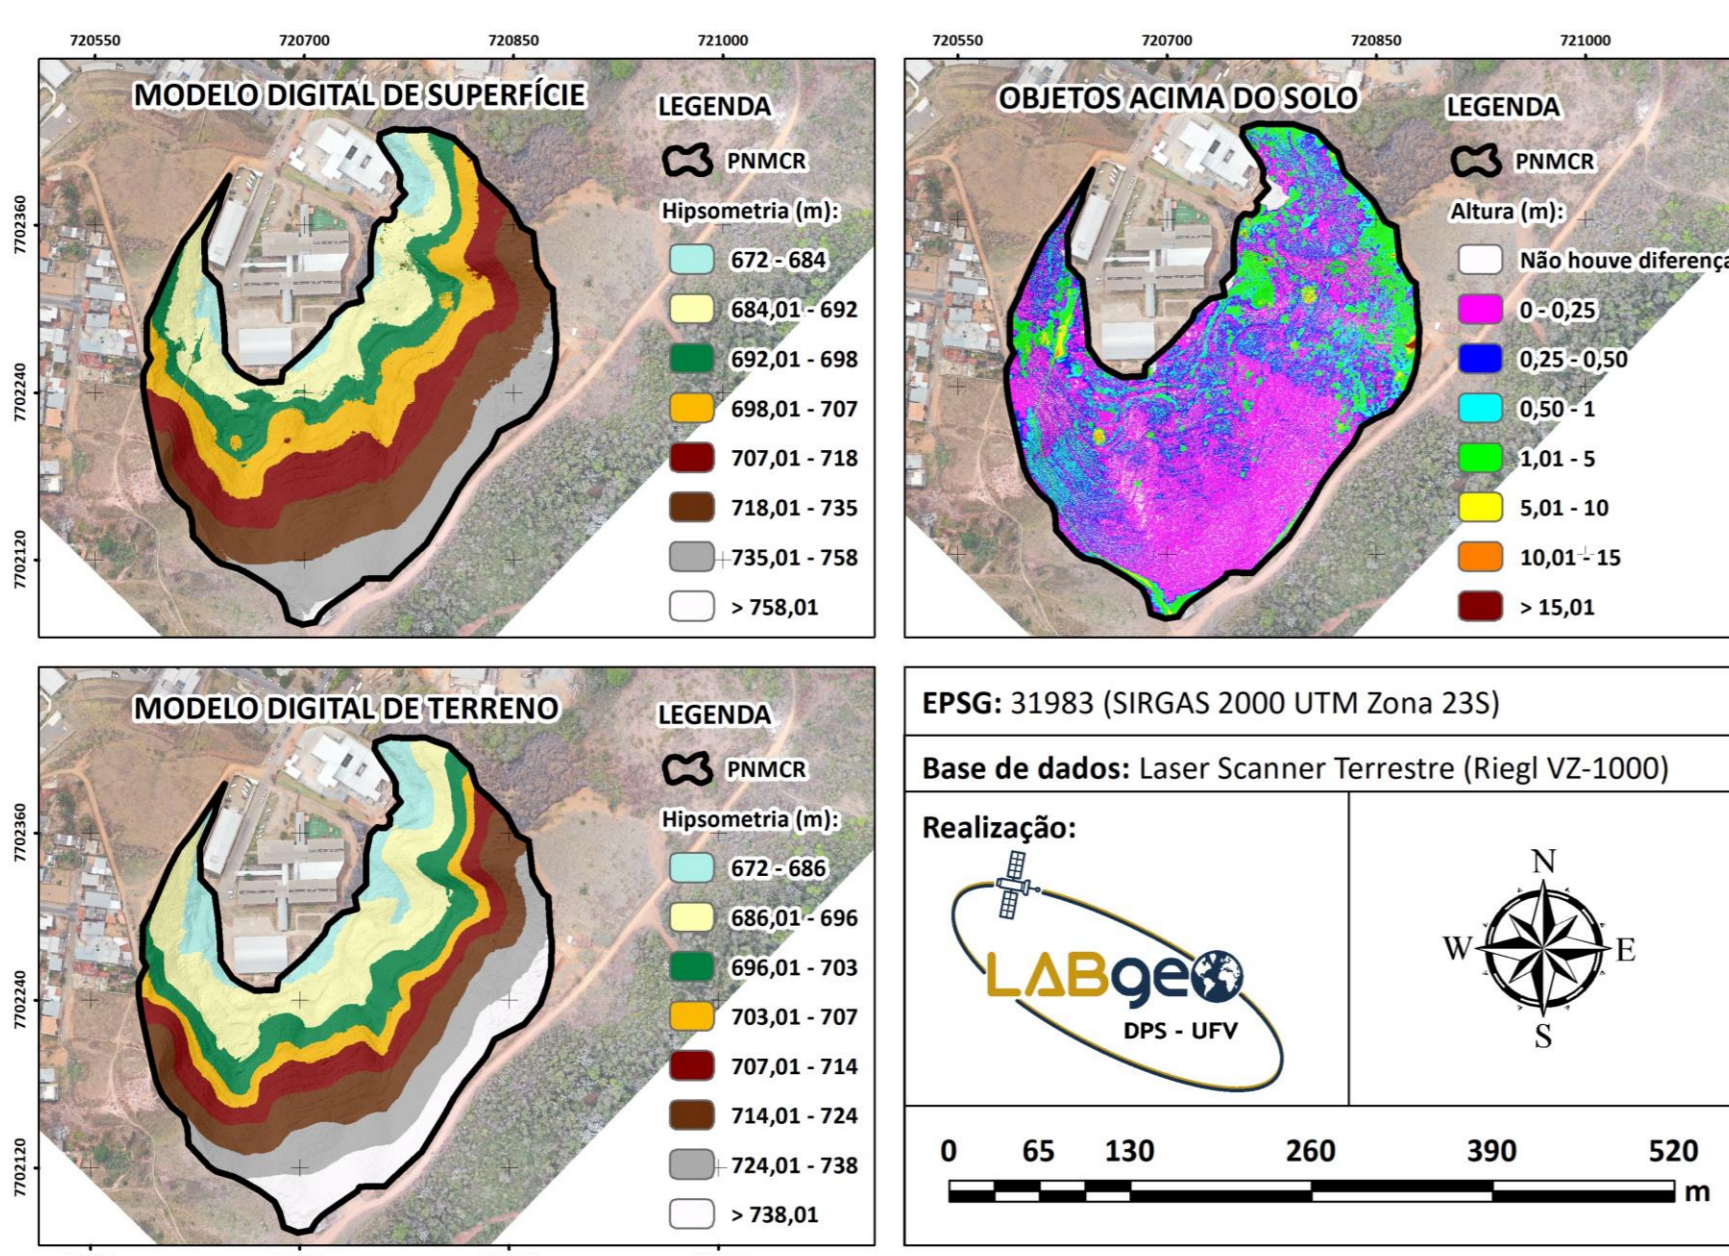 720550 720700 720850 721000
720550 720700 720850 721000
MODELO DIGITAL DE SUPERFÍCIE
LEGENDA
PNMCR
Hipsometria (m):
672 - 684
684,01 - 692
692,01 - 698
698,01 - 707
707,01 - 718
718,01 - 735
735,01 - 758
> 758,01
7702360
7702240
7702120
OBJETOS ACIMA DO SOLO
LEGENDA
PNMCR
Altura (m):
Não houve diferença
0 - 0,25
0,25 - 0,50
0,50 - 1
1,01 - 5
5,01 - 10
10,01 - 15
> 15,01
MODELO DIGITAL DE TERRENO
LEGENDA
PNMCR
Hipsometria (m):
672 - 686
686,01 - 696
696,01 - 703
703,01 - 707
707,01 - 714
714,01 - 724
724,01 - 738
> 738,01
7702360
7702240
7702120
EPSG: 31983 (SIRGAS 2000 UTM Zona 23S)
Base de dados: Laser Scanner Terrestre (Riegl VZ-1000)
Realização:
LABgeo
DPS - UFV
N
W E
S
0 65 130 260 390 520
m